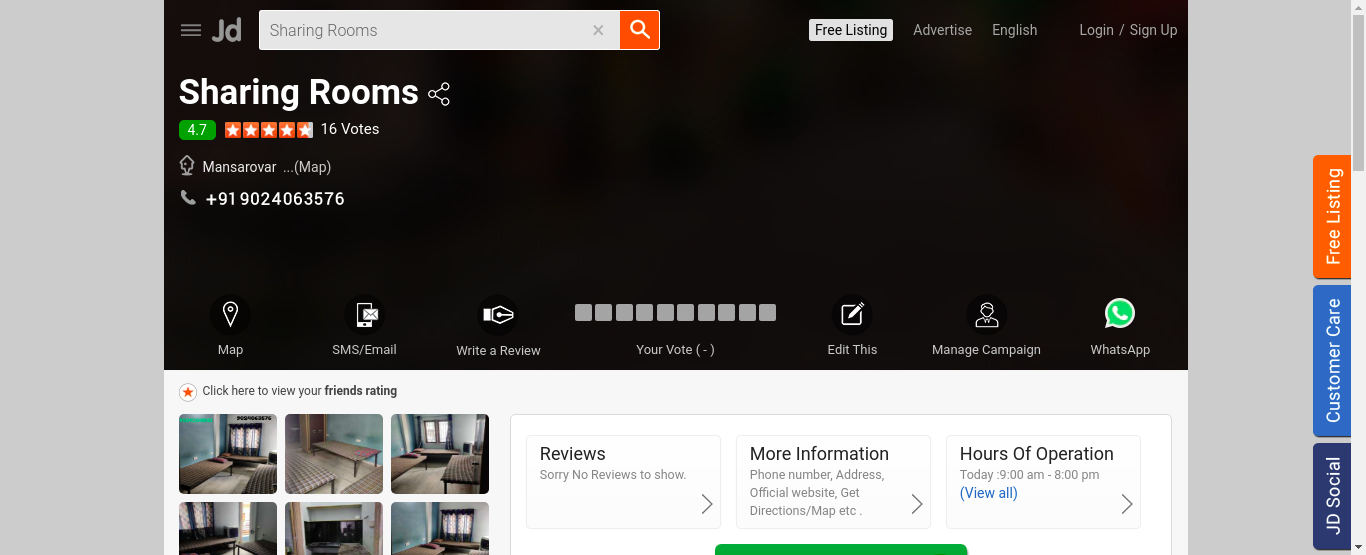 Jd
Sharing Rooms
Free Listing
Advertise
English
Login / Sign Up
Sharing Rooms
4.7
16 Votes
Mansarovar ...(Map)
+919024063576
Map
SMS/Email
Write a Review
Your Vote ( - )
Edit This
Manage Campaign
WhatsApp
Click here to view your friends rating
9024063576
Reviews
Sorry No Reviews to show.
More Information
Phone number, Address,
Official website, Get
Directions/Map etc .
Hours Of Operation
Today :9:00 am - 8:00 pm
(View all)
Free Listing
Customer Care
JD Social